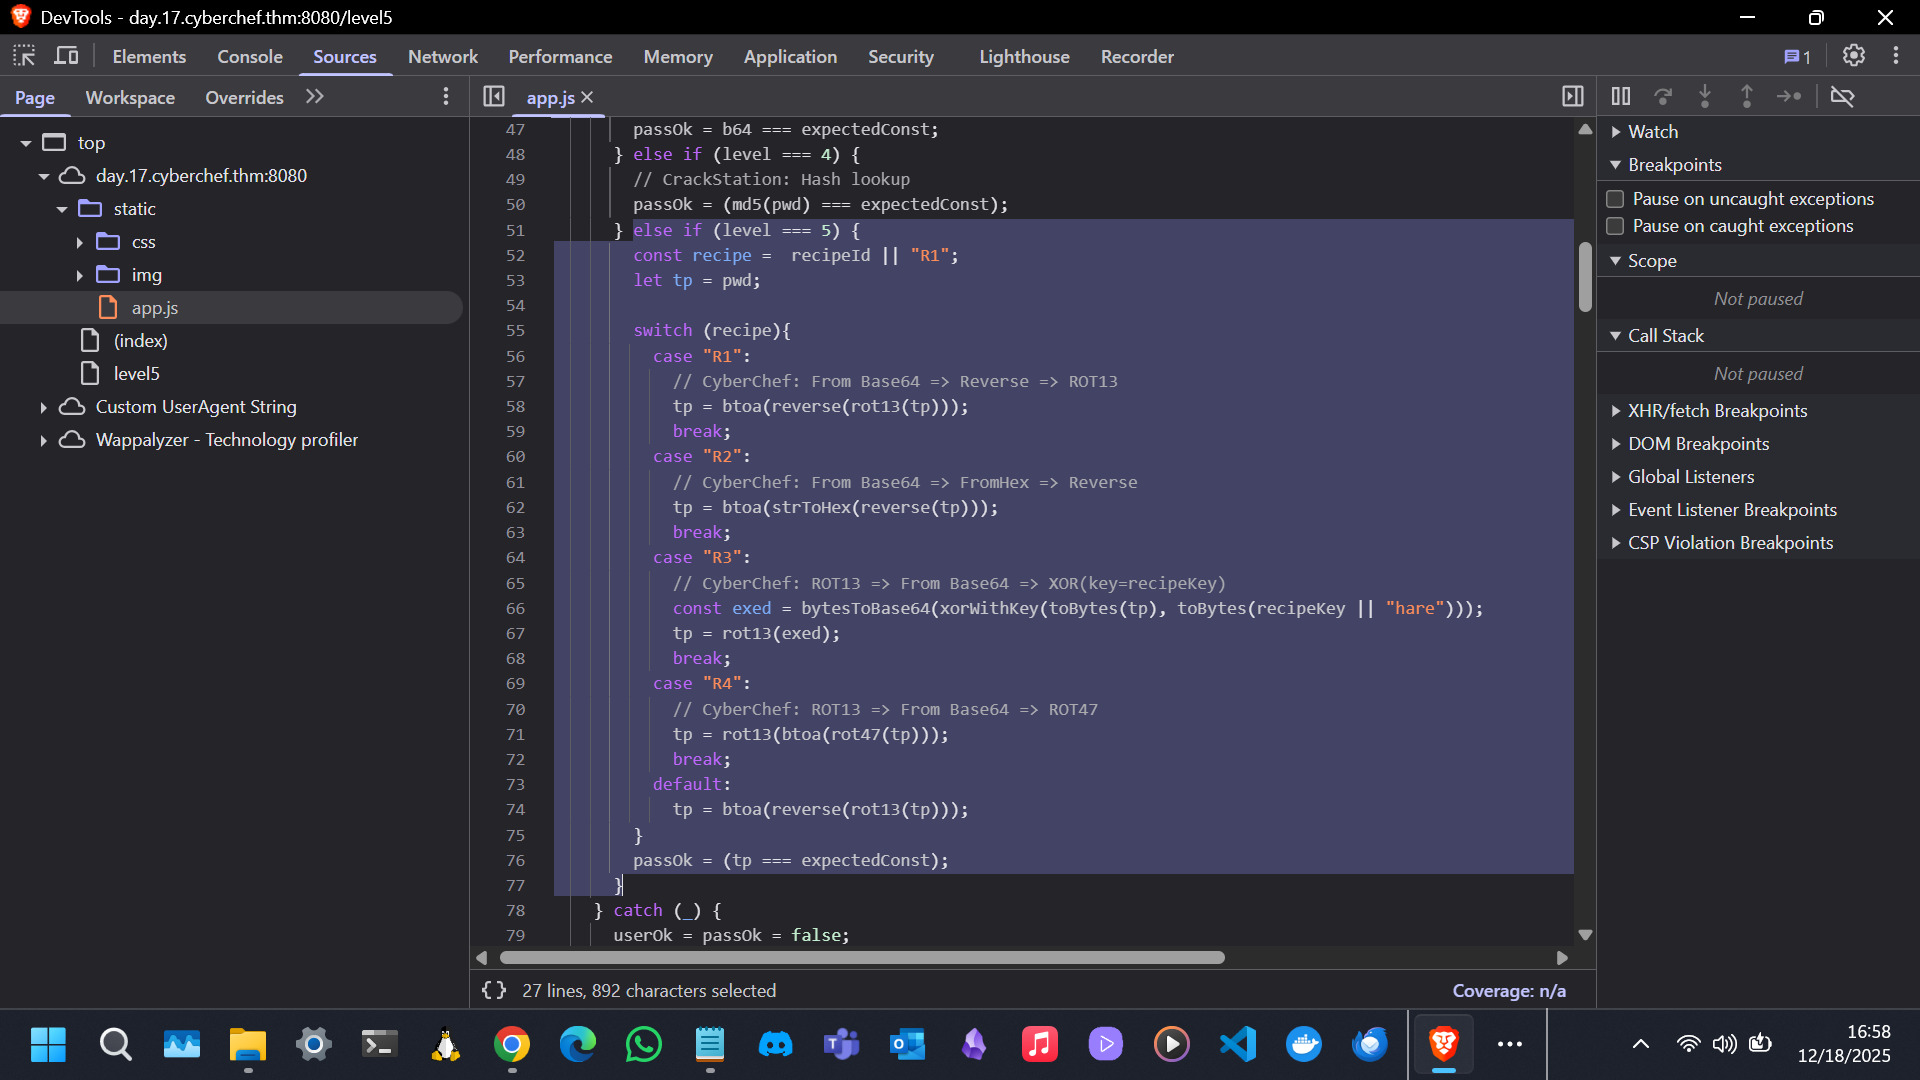 DevTools - day.17.cyberchef.thm:8080/level5
Elements Console Sources Network Performance Memory Application Security Lighthouse Recorder 1
Page Workspace Overrides
app.js
top
day.17.cyberchef.thm:8080
static
css
img
app.js
(index)
level5
Custom UserAgent String
Wappalyzer - Technology profiler
47 passOk = b64 === expectedConst;
48 } else if (level === 4) {
49 // CrackStation: Hash lookup
50 passOk = (md5(pwd) === expectedConst);
51 } else if (level === 5) {
52 const recipe =  recipeId || "R1";
53 let tp = pwd;
54
55 switch (recipe){
56 case "R1":
57 // CyberChef: From Base64 => Reverse => ROT13
58 tp = btoa(reverse(rot13(tp)));
59 break;
60 case "R2":
61 // CyberChef: From Base64 => FromHex => Reverse
62 tp = btoa(strToHex(reverse(tp)));
63 break;
64 case "R3":
65 // CyberChef: ROT13 => From Base64 => XOR(key=recipeKey)
66 const exed = bytesToBase64(xorWithKey(toBytes(tp), toBytes(recipeKey || "hare")));
67 tp = rot13(exed);
68 break;
69 case "R4":
70 // CyberChef: ROT13 => From Base64 => ROT47
71 tp = rot13(btoa(rot47(tp)));
72 break;
73 default:
74 tp = btoa(reverse(rot13(tp)));
75 }
76 passOk = (tp === expectedConst);
77 }
78 } catch (_) {
79 userOk = passOk = false;
{} 27 lines, 892 characters selected
Coverage: n/a
Watch
Breakpoints
Pause on uncaught exceptions
Pause on caught exceptions
Scope
Not paused
Call Stack
Not paused
XHR/fetch Breakpoints
DOM Breakpoints
Global Listeners
Event Listener Breakpoints
CSP Violation Breakpoints
16:58
12/18/2025